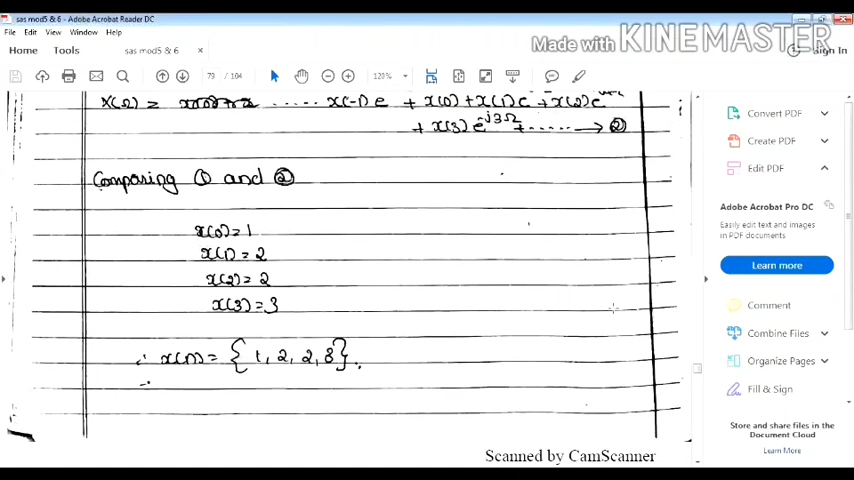 sas mod5 & 6 - Adobe Acrobat Reader DC
File Edit View Window Help
Home Tools sas mod5 & 6 ×
Made with KINEMASTER
Sign In
79 / 104 120%
X(Ω) = ..... x(-1)e + x(0) + x(1)e + x(2)e
+ x(3)e^-j3Ω + ..... → ②
Comparing ① and ②
x(0) = 1
x(1) = 2
x(2) = 2
x(3) = 3
∴ x(n) = { 1, 2, 2, 3 }.
Scanned by CamScanner
Convert PDF
Create PDF
Edit PDF
Adobe Acrobat Pro DC
Easily edit text and images
in PDF documents
Learn more
Comment
Combine Files
Organize Pages
Fill & Sign
Store and share files in the
Document Cloud
Learn More